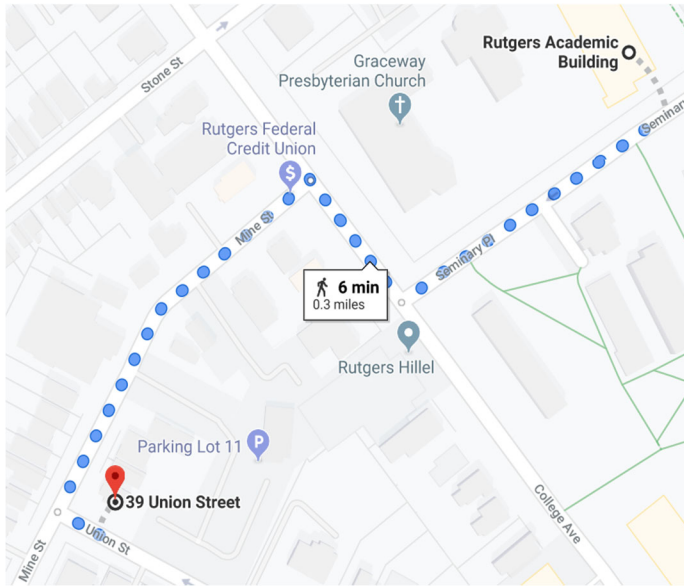 Rutgers Academic
Building
Graceway
Presbyterian Church
Stone St
Seminary
Rutgers Federal
Credit Union
$
Mine St
Seminary Pl
6 min
0.3 miles
Rutgers Hillel
Parking Lot 11
P
39 Union Street
College Ave
Union St
Mine St